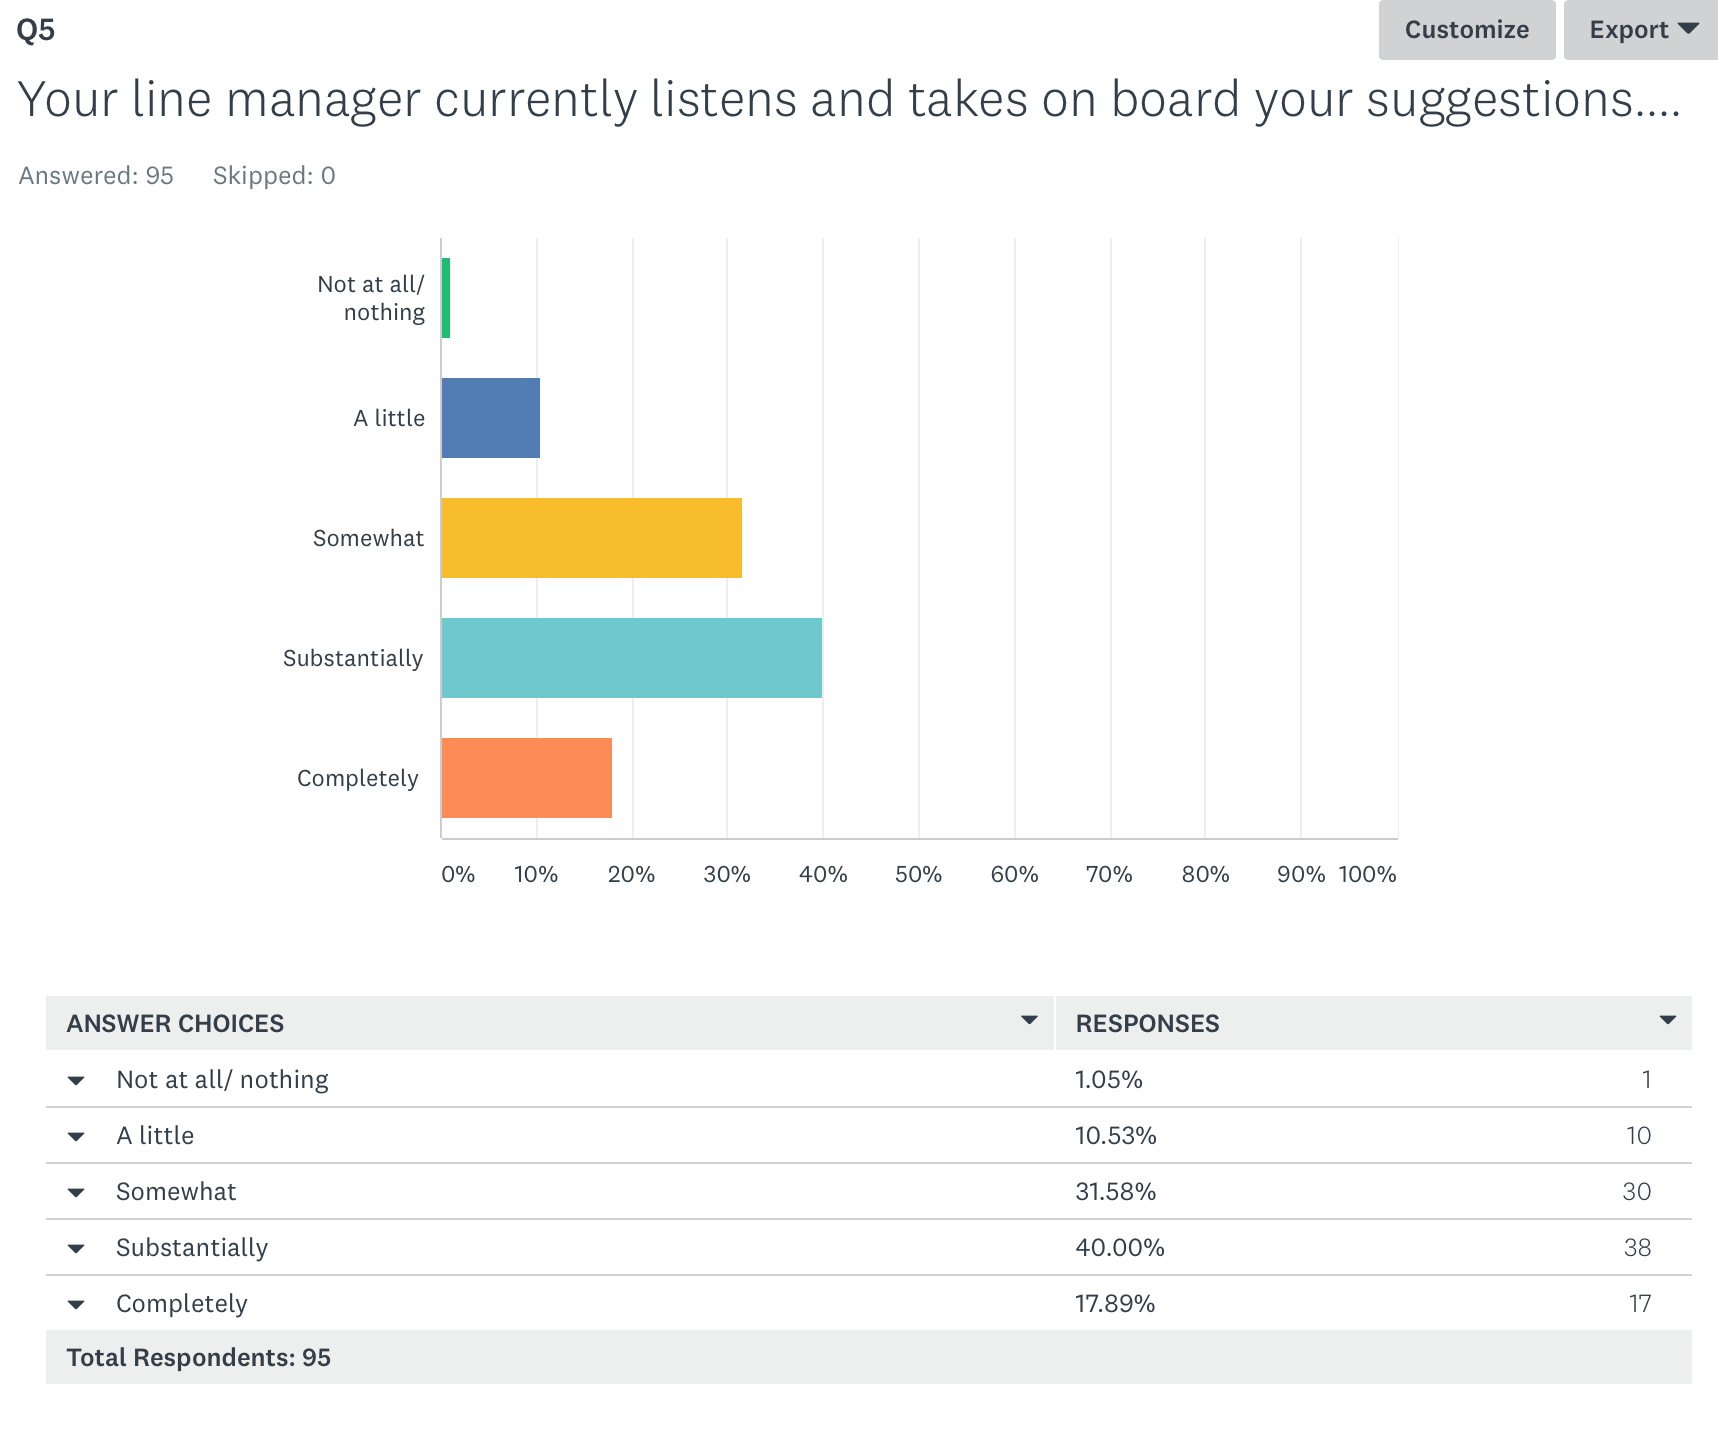 Q5
Customize
Export
Your line manager currently listens and takes on board your suggestions....
Answered: 95 Skipped: 0
Not at all/
nothing
A little
Somewhat
Substantially
Completely
0% 10% 20% 30% 40% 50% 60% 70% 80% 90% 100%
ANSWER CHOICES RESPONSES
Not at all/ nothing 1.05% 1
A little 10.53% 10
Somewhat 31.58% 30
Substantially 40.00% 38
Completely 17.89% 17
Total Respondents: 95